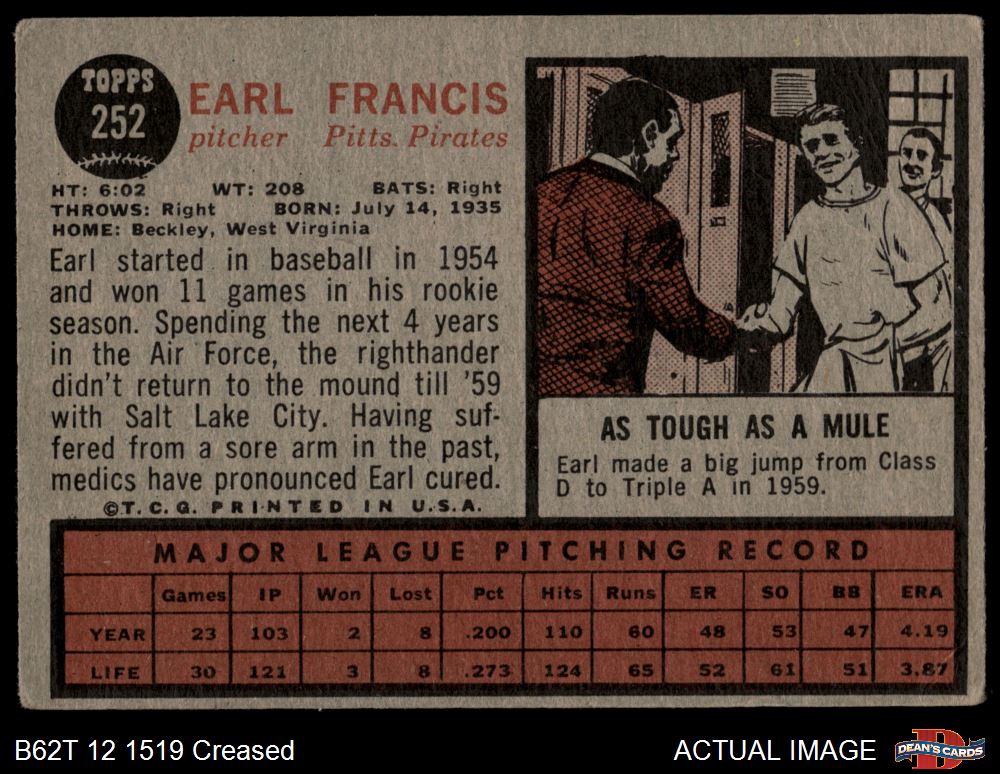 TOPPS
252
EARL FRANCIS
pitcher Pitts. Pirates
HT: 6:02 WT: 208 BATS: Right
THROWS: Right BORN: July 14, 1935
HOME: Beckley, West Virginia
Earl started in baseball in 1954
and won 11 games in his rookie
season. Spending the next 4 years
in the Air Force, the righthander
didn't return to the mound till '59
with Salt Lake City. Having suf-
fered from a sore arm in the past,
medics have pronounced Earl cured.
©T.C.G. PRINTED IN U.S.A.
AS TOUGH AS A MULE
Earl made a big jump from Class
D to Triple A in 1959.
MAJOR LEAGUE PITCHING RECORD
Games IP Won Lost Pct Hits Runs ER SO BB ERA
YEAR 23 103 2 8 .200 110 60 48 53 47 4.19
LIFE 30 121 3 8 .273 124 65 52 61 51 3.87
B62T 12 1519 Creased
ACTUAL IMAGE
DEAN'S CARDS